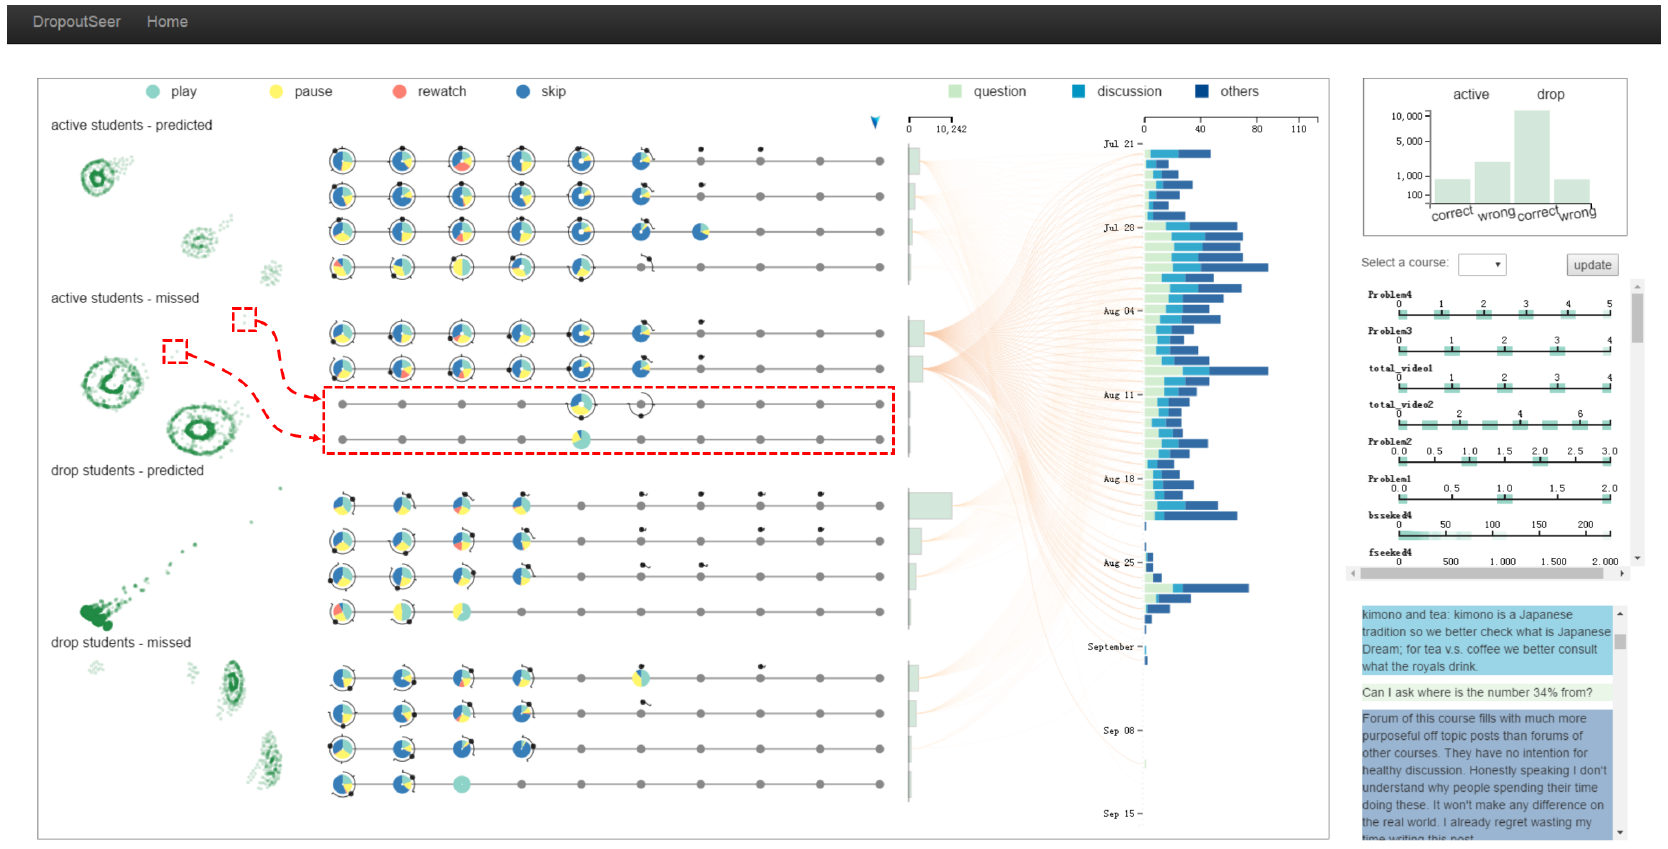 DropoutSeer Home
play pause rewatch skip
question discussion others
active students - predicted
active students - missed
drop students - predicted
drop students - missed
0 10,242
0 40 80 110
Jul 21
Jul 28
Aug 04
Aug 11
Aug 18
Aug 25
September
Sep 08
Sep 15
active drop
10,000
5,000
1,000
100
correct wrong correct wrong
Select a course: update
Problem4
0 1 2 3 4 5
Problem3
0 1 2 3 4
total_video1
0 1 2 3 4
total_video2
0 2 4 6
Problem2
0.0 0.5 1.0 1.5 2.0 2.5 3.0
Problem1
0.0 0.5 1.0 1.5 2.0
bsseked4
0 50 100 150 200
fseeked4
0 500 1.000 1.500 2.000
kimono and tea: kimono is a Japanese
tradition so we better check what is Japanese
Dream; for tea v.s. coffee we better consult
what the royals drink.
Can I ask where is the number 34% from?
Forum of this course fills with much more
purposeful off topic posts than forums of
other courses. They have no intention for
healthy discussion. Honestly speaking I don't
understand why people spending their time
doing these. It won't make any difference on
the real world. I already regret wasting my
time writing this post.